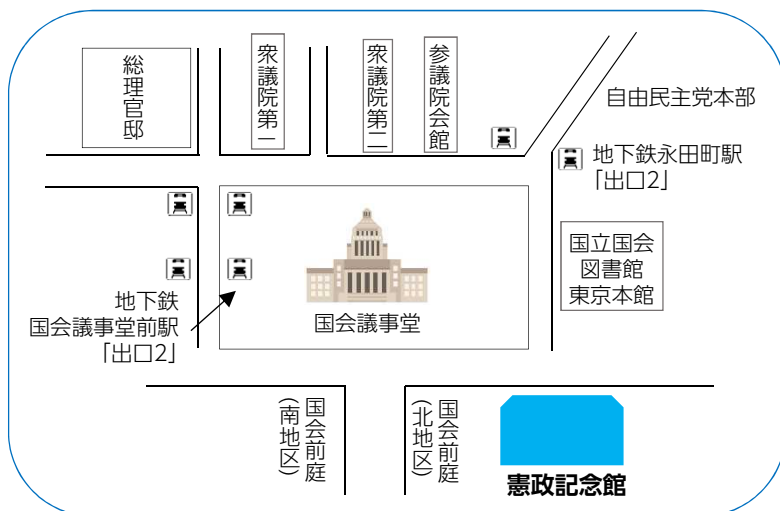 総理官邸
衆議院第一
衆議院第二
参議院会館
自由民主党本部
地下鉄永田町駅
「出口2」
国立国会
図書館
東京本館
国会議事堂
地下鉄
国会議事堂前駅
「出口2」
国会前庭
(南地区)
国会前庭
(北地区)
憲政記念館